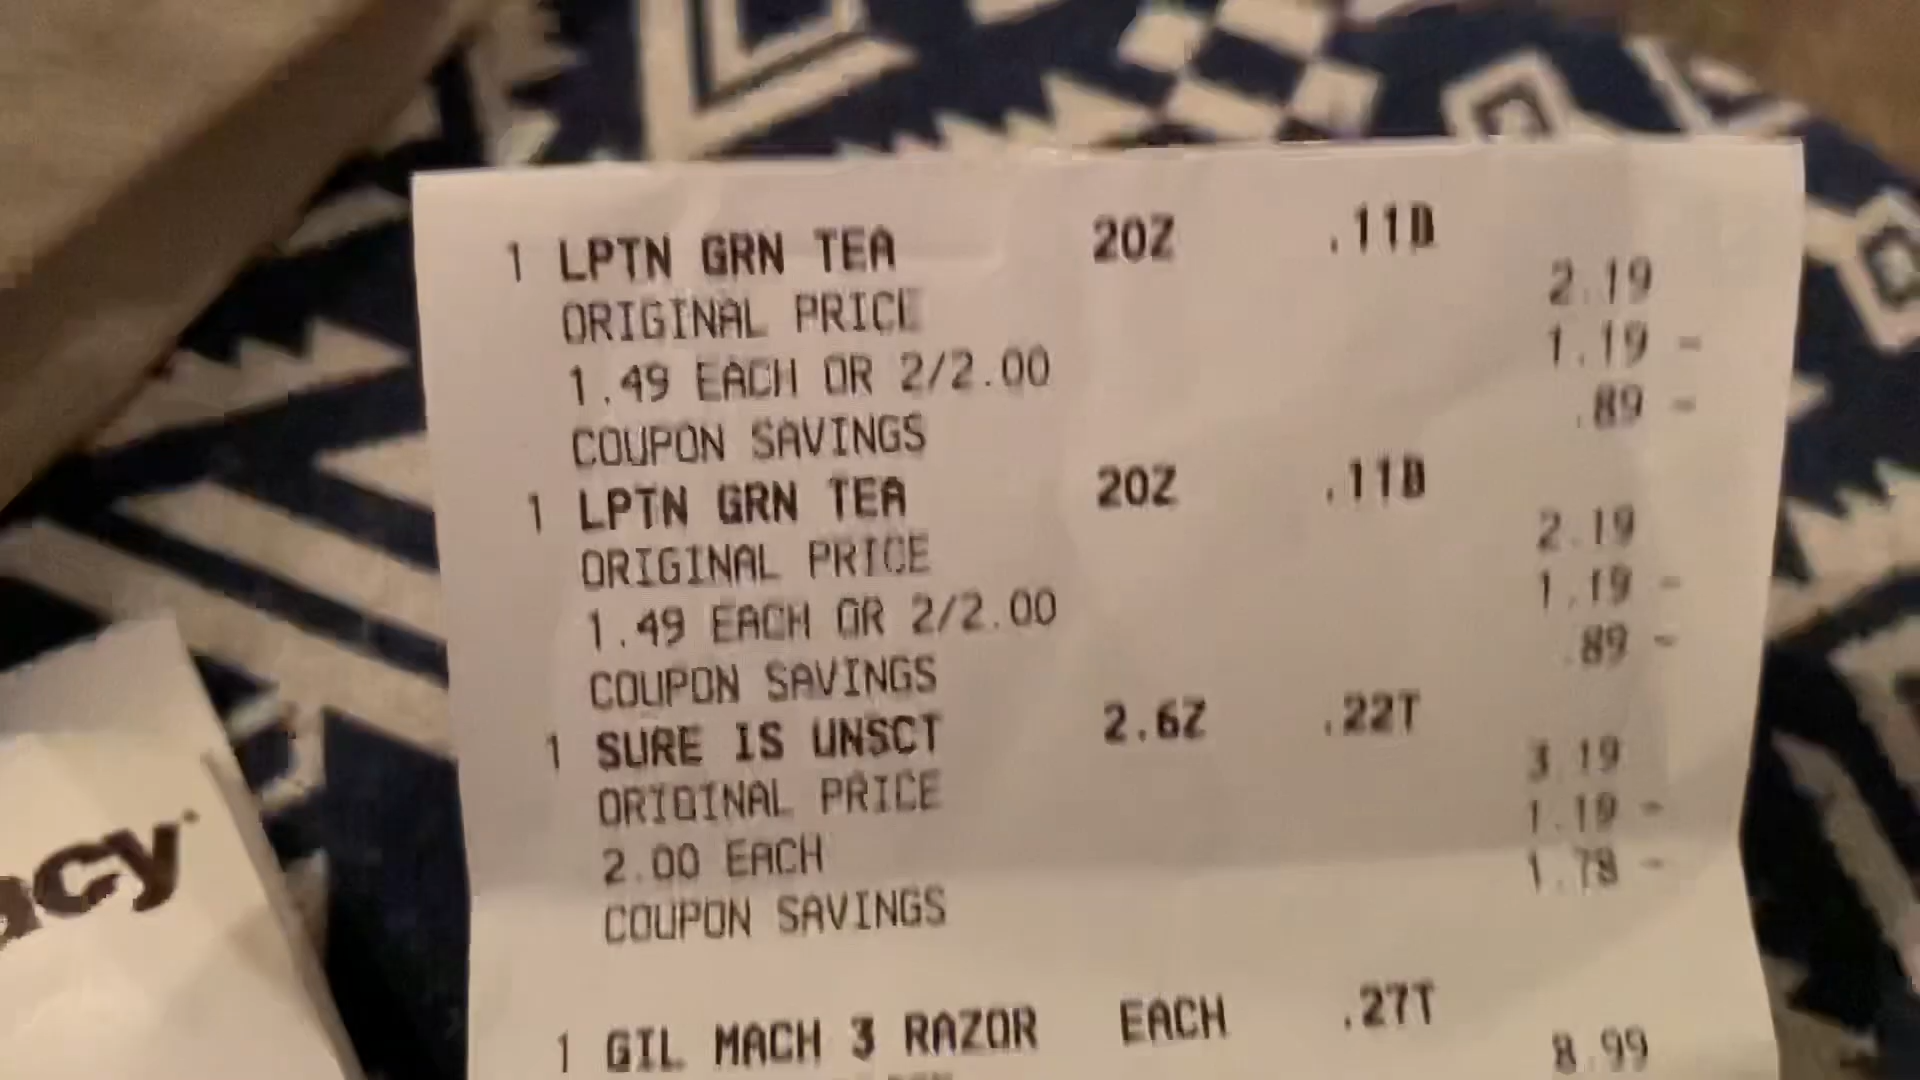 1 LPTN GRN TEA 20Z .11B
ORIGINAL PRICE 2.19
1.49 EACH OR 2/2.00 1.19 -
COUPON SAVINGS .89 -
1 LPTN GRN TEA 20Z .11B
ORIGINAL PRICE 2.19
1.49 EACH OR 2/2.00 1.19 -
COUPON SAVINGS .89 -
1 SURE IS UNSCT 2.6Z .22T
ORIGINAL PRICE 3.19
2.00 EACH 1.19 -
COUPON SAVINGS 1.78 -
1 GIL MACH 3 RAZOR EACH .27T
8.99
acy